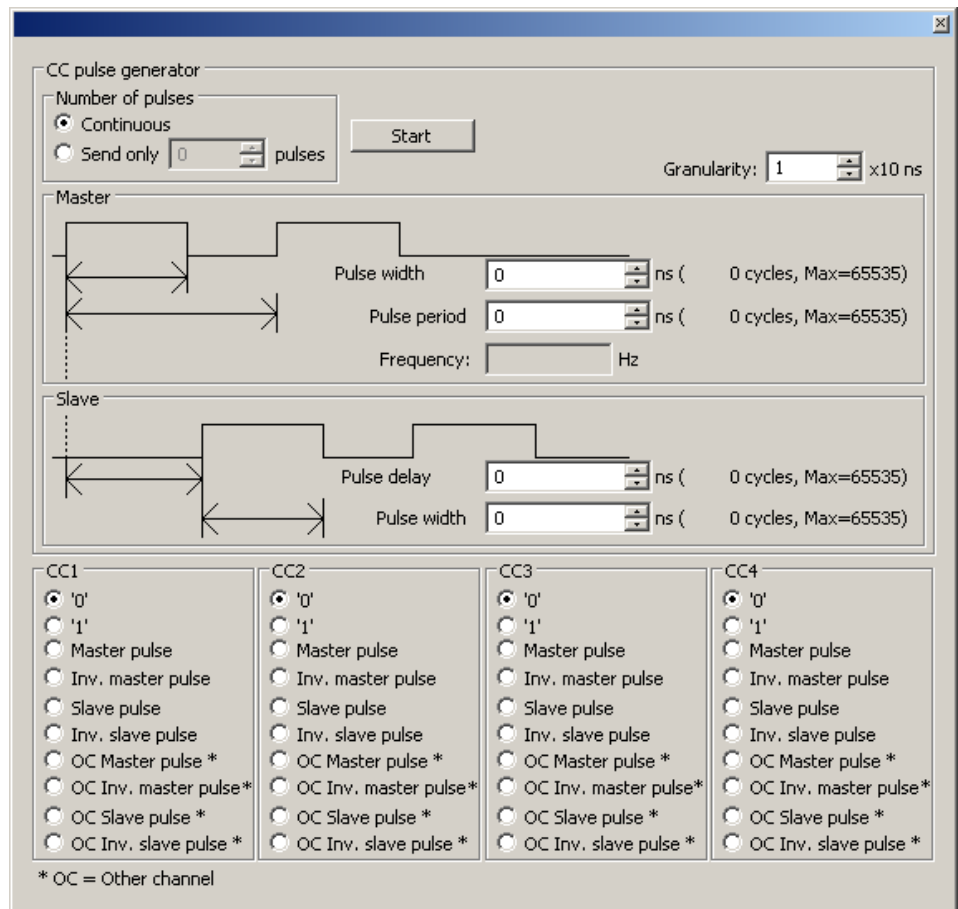 CC pulse generator
Number of pulses
Continuous
Send only 0 pulses
Start
Granularity: 1 x10 ns
Master
Pulse width 0 ns ( 0 cycles, Max=65535)
Pulse period 0 ns ( 0 cycles, Max=65535)
Frequency: Hz
Slave
Pulse delay 0 ns ( 0 cycles, Max=65535)
Pulse width 0 ns ( 0 cycles, Max=65535)
CC1
'0'
'1'
Master pulse
Inv. master pulse
Slave pulse
Inv. slave pulse
OC Master pulse *
OC Inv. master pulse*
OC Slave pulse *
OC Inv. slave pulse *
CC2
'0'
'1'
Master pulse
Inv. master pulse
Slave pulse
Inv. slave pulse
OC Master pulse *
OC Inv. master pulse*
OC Slave pulse *
OC Inv. slave pulse *
CC3
'0'
'1'
Master pulse
Inv. master pulse
Slave pulse
Inv. slave pulse
OC Master pulse *
OC Inv. master pulse*
OC Slave pulse *
OC Inv. slave pulse *
CC4
'0'
'1'
Master pulse
Inv. master pulse
Slave pulse
Inv. slave pulse
OC Master pulse *
OC Inv. master pulse *
OC Slave pulse *
OC Inv. slave pulse *
* OC = Other channel